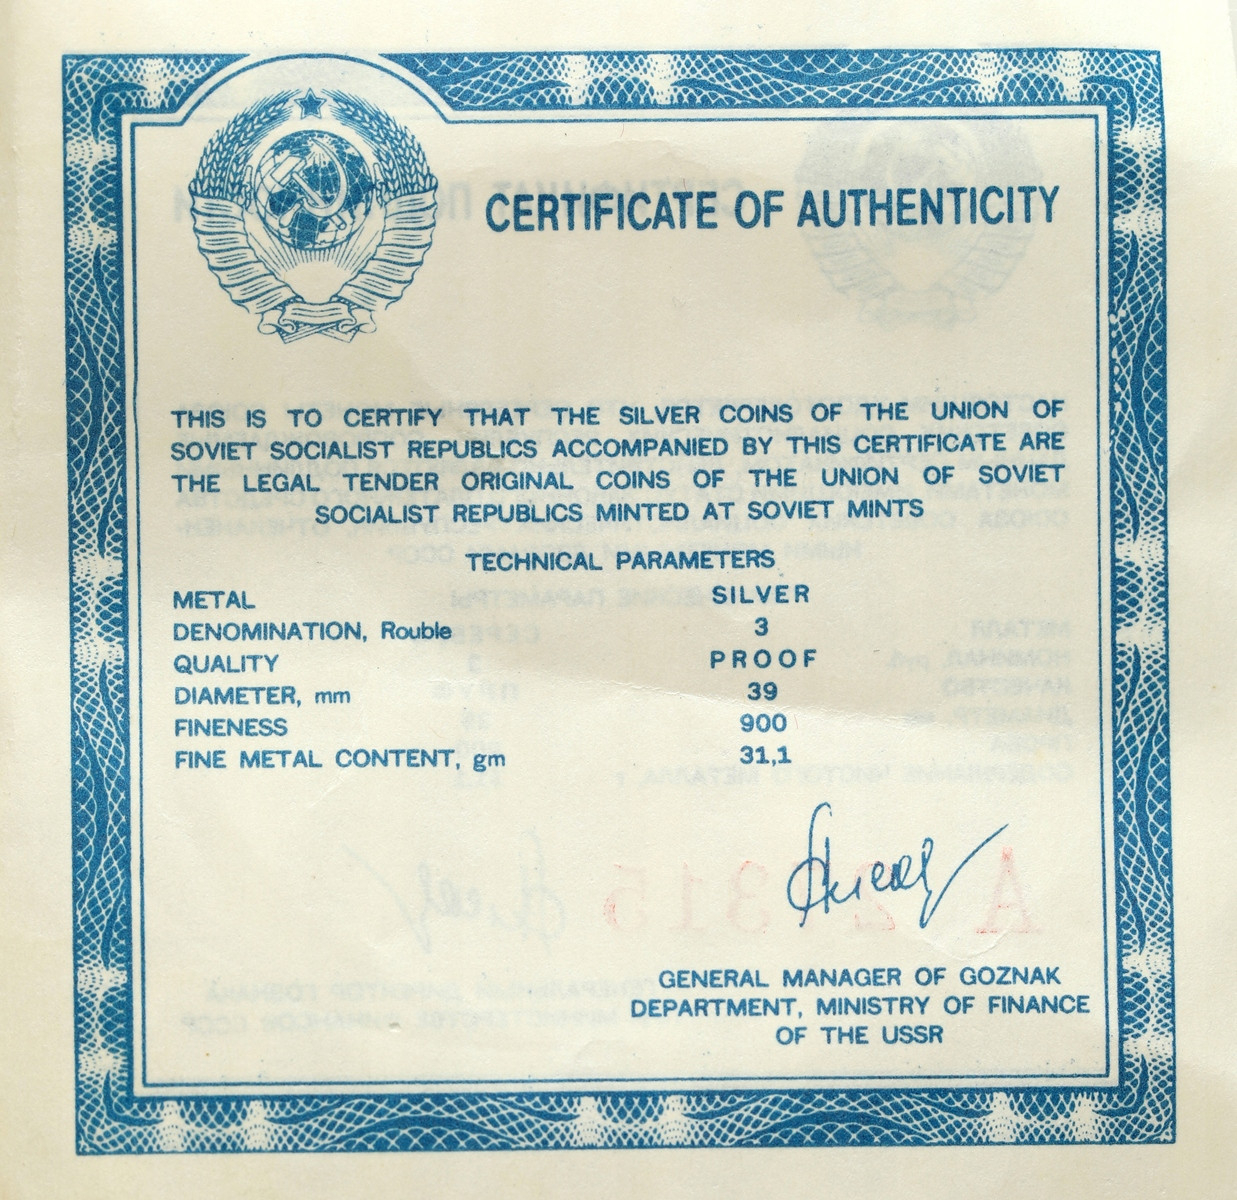 CERTIFICATE OF AUTHENTICITY
THIS IS TO CERTIFY THAT THE SILVER COINS OF THE UNION OF
SOVIET SOCIALIST REPUBLICS ACCOMPANIED BY THIS CERTIFICATE ARE
THE LEGAL TENDER ORIGINAL COINS OF THE UNION OF SOVIET
SOCIALIST REPUBLICS MINTED AT SOVIET MINTS
TECHNICAL PARAMETERS
METAL SILVER
DENOMINATION, Rouble 3
QUALITY PROOF
DIAMETER, mm 39
FINENESS 900
FINE METAL CONTENT, gm 31,1
GENERAL MANAGER OF GOZNAK
DEPARTMENT, MINISTRY OF FINANCE
OF THE USSR